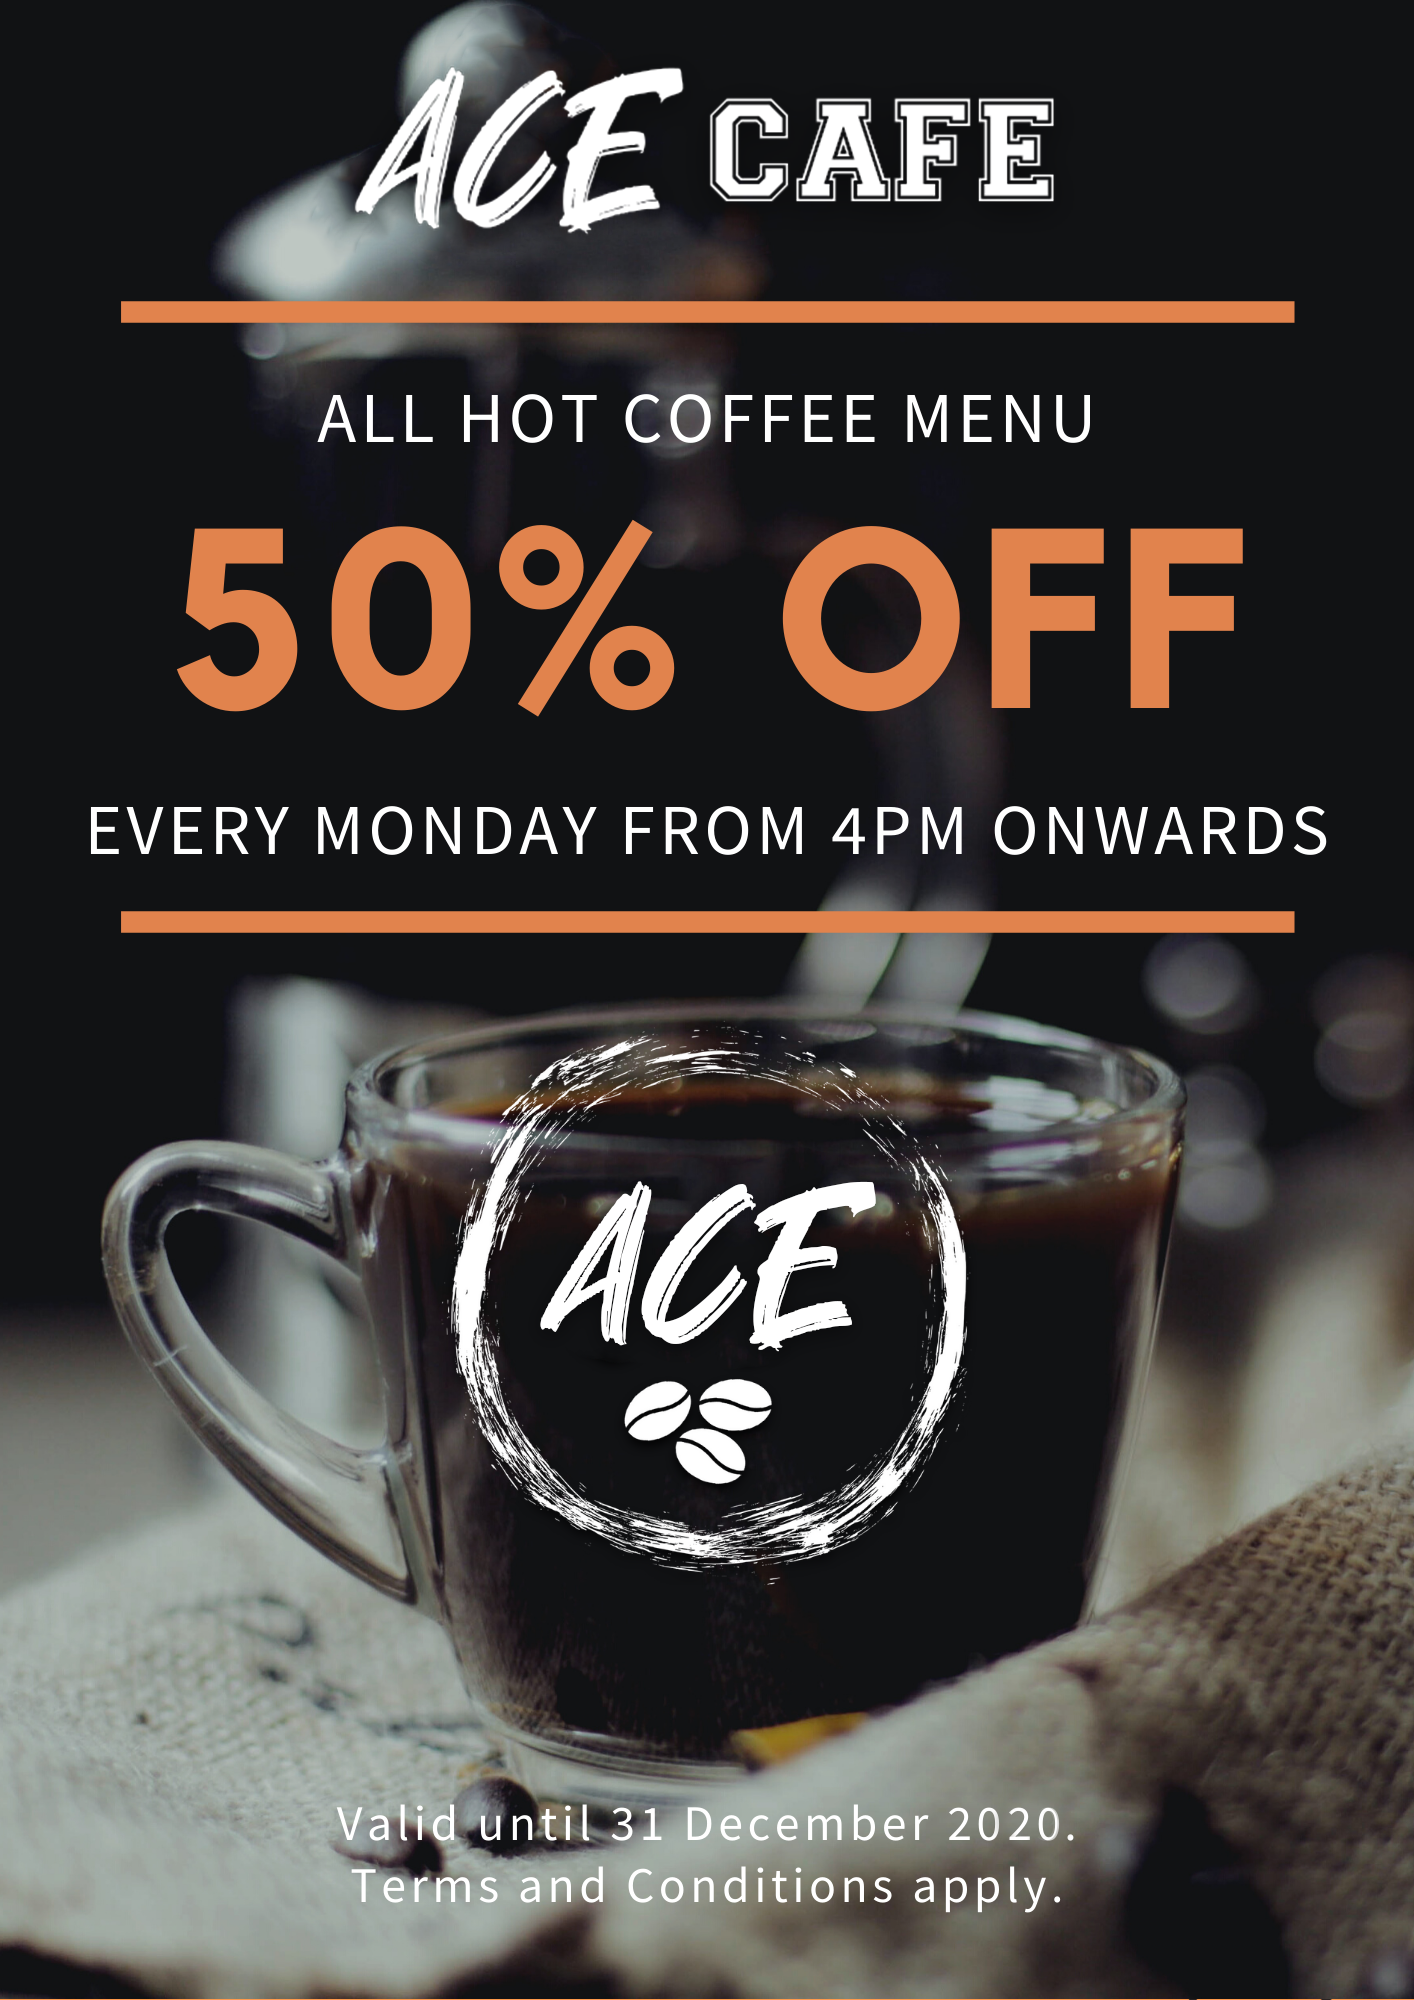 ACE CAFE
ALL HOT COFFEE MENU
50% OFF
EVERY MONDAY FROM 4PM ONWARDS
ACE
Valid until 31 December 2020.
Terms and Conditions apply.